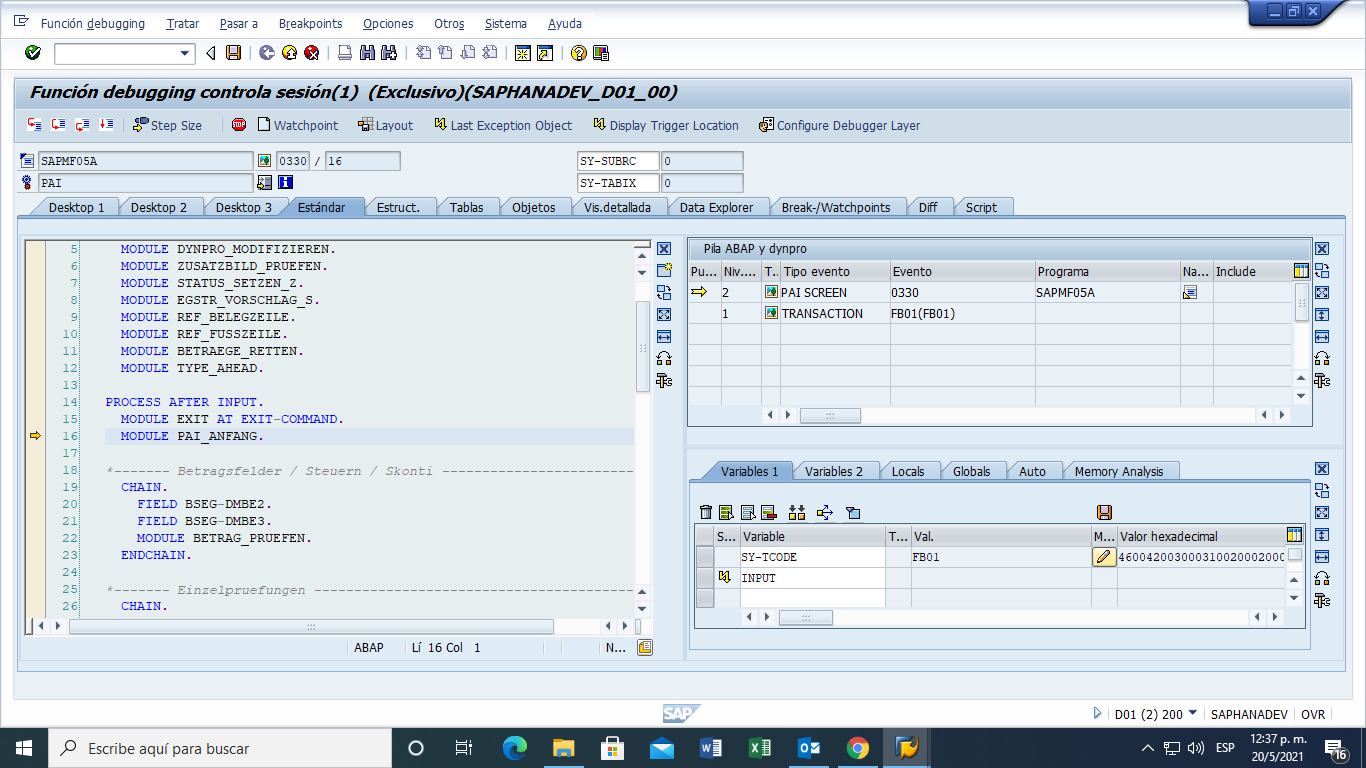 Función debugging Tratar Pasar a Breakpoints Opciones Otros Sistema Ayuda
Función debugging controla sesión(1) (Exclusivo)(SAPHANADEV_D01_00)
Step Size Watchpoint Layout Last Exception Object Display Trigger Location Configure Debugger Layer
SAPMF05A 0330 / 16 SY-SUBRC 0
PAI SY-TABIX 0
Desktop 1 Desktop 2 Desktop 3 Estándar Estruct. Tablas Objetos Vis.detallada Data Explorer Break-/Watchpoints Diff Script
5 MODULE DYNPRO_MODIFIZIEREN.
6 MODULE ZUSATZBILD_PRUEFEN.
7 MODULE STATUS_SETZEN_Z.
8 MODULE EGSTR_VORSCHLAG_S.
9 MODULE REF_BELEGZEILE.
10 MODULE REF_FUSSZEILE.
11 MODULE BETRAEGE_RETTEN.
12 MODULE TYPE_AHEAD.
13
14 PROCESS AFTER INPUT.
15 MODULE EXIT AT EXIT-COMMAND.
16 MODULE PAI_ANFANG.
17
18 *------- Betragsfelder / Steuern / Skonti ------------------------
19 CHAIN.
20 FIELD BSEG-DMBE2.
21 FIELD BSEG-DMBE3.
22 MODULE BETRAG_PRUEFEN.
23 ENDCHAIN.
24
25 *------- Einzelpruefungen ----------------------------------------
26 CHAIN.
ABAP Lí 16 Col 1 N...
Pila ABAP y dynpro
Pu... Niv.... T.. Tipo evento Evento Programa Na... Include
2 PAI SCREEN 0330 SAPMF05A
1 TRANSACTION FB01(FB01)
Variables 1 Variables 2 Locals Globals Auto Memory Analysis
S... Variable T... Val. M... Valor hexadecimal
SY-TCODE FB01 4600420030003100200020
INPUT
SAP D01 (2) 200 SAPHANADEV OVR
Escribe aquí para buscar ESP 12:37 p. m.
20/5/2021 16